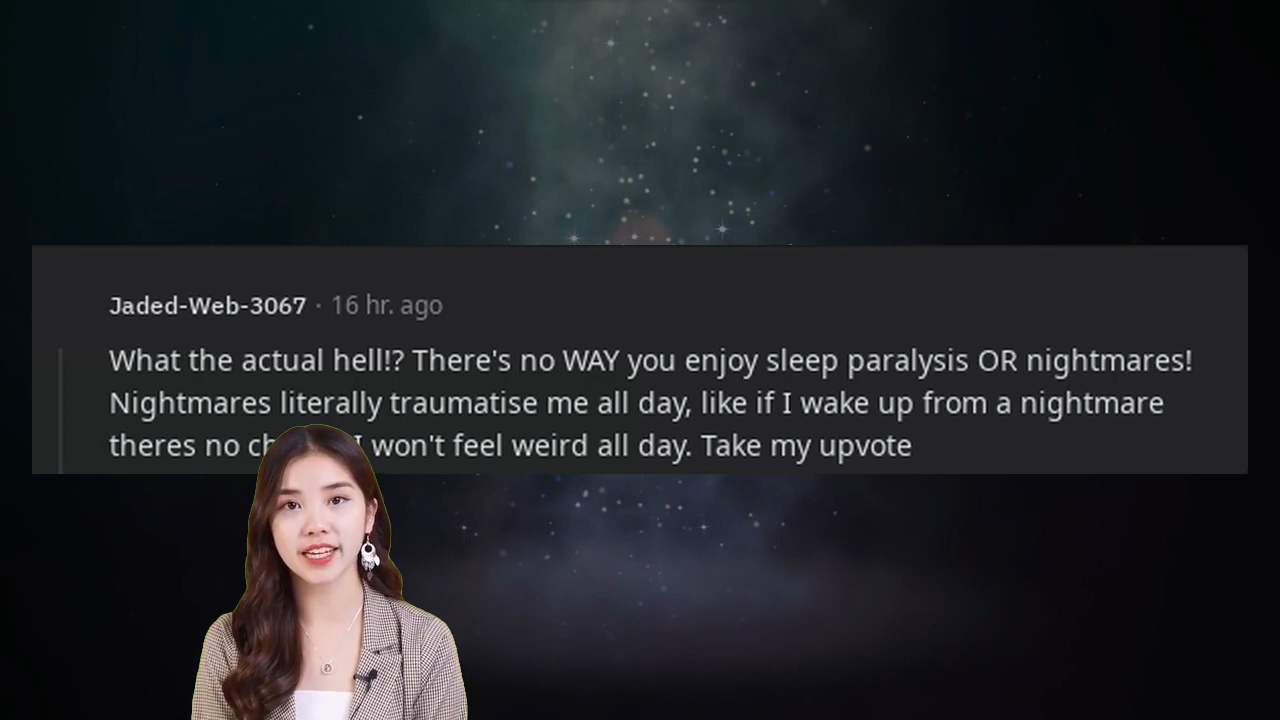 Jaded-Web-3067 · 16 hr. ago
What the actual hell!? There's no WAY you enjoy sleep paralysis OR nightmares!
Nightmares literally traumatise me all day, like if I wake up from a nightmare
theres no I won't feel weird all day. Take my upvote